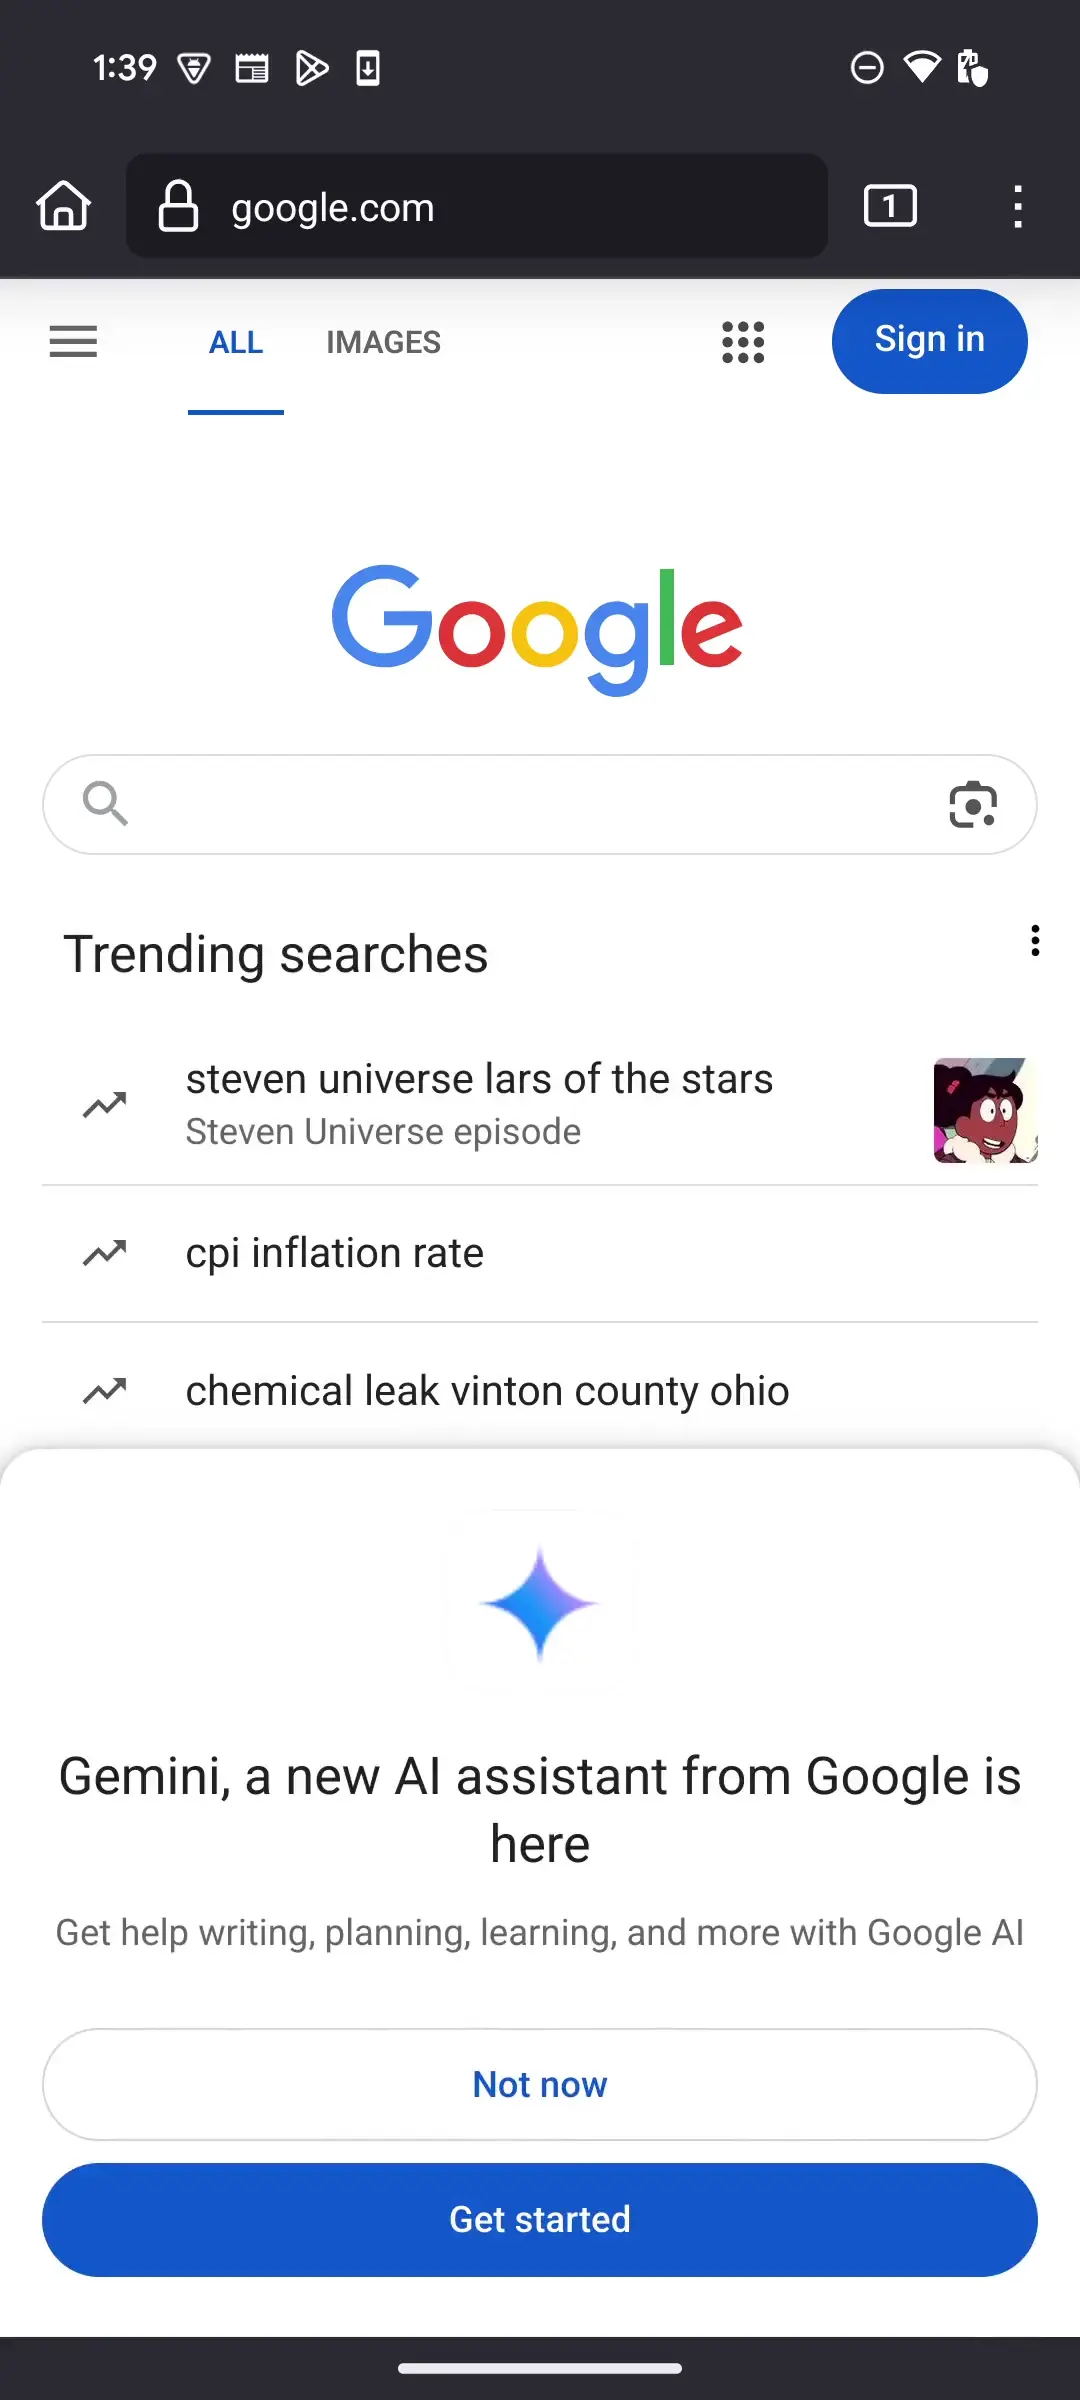 1:39
google.com
1
ALL
IMAGES
Sign in
Google
Trending searches
steven universe lars of the stars
Steven Universe episode
cpi inflation rate
chemical leak vinton county ohio
Gemini, a new AI assistant from Google is
here
Get help writing, planning, learning, and more with Google AI
Not now
Get started